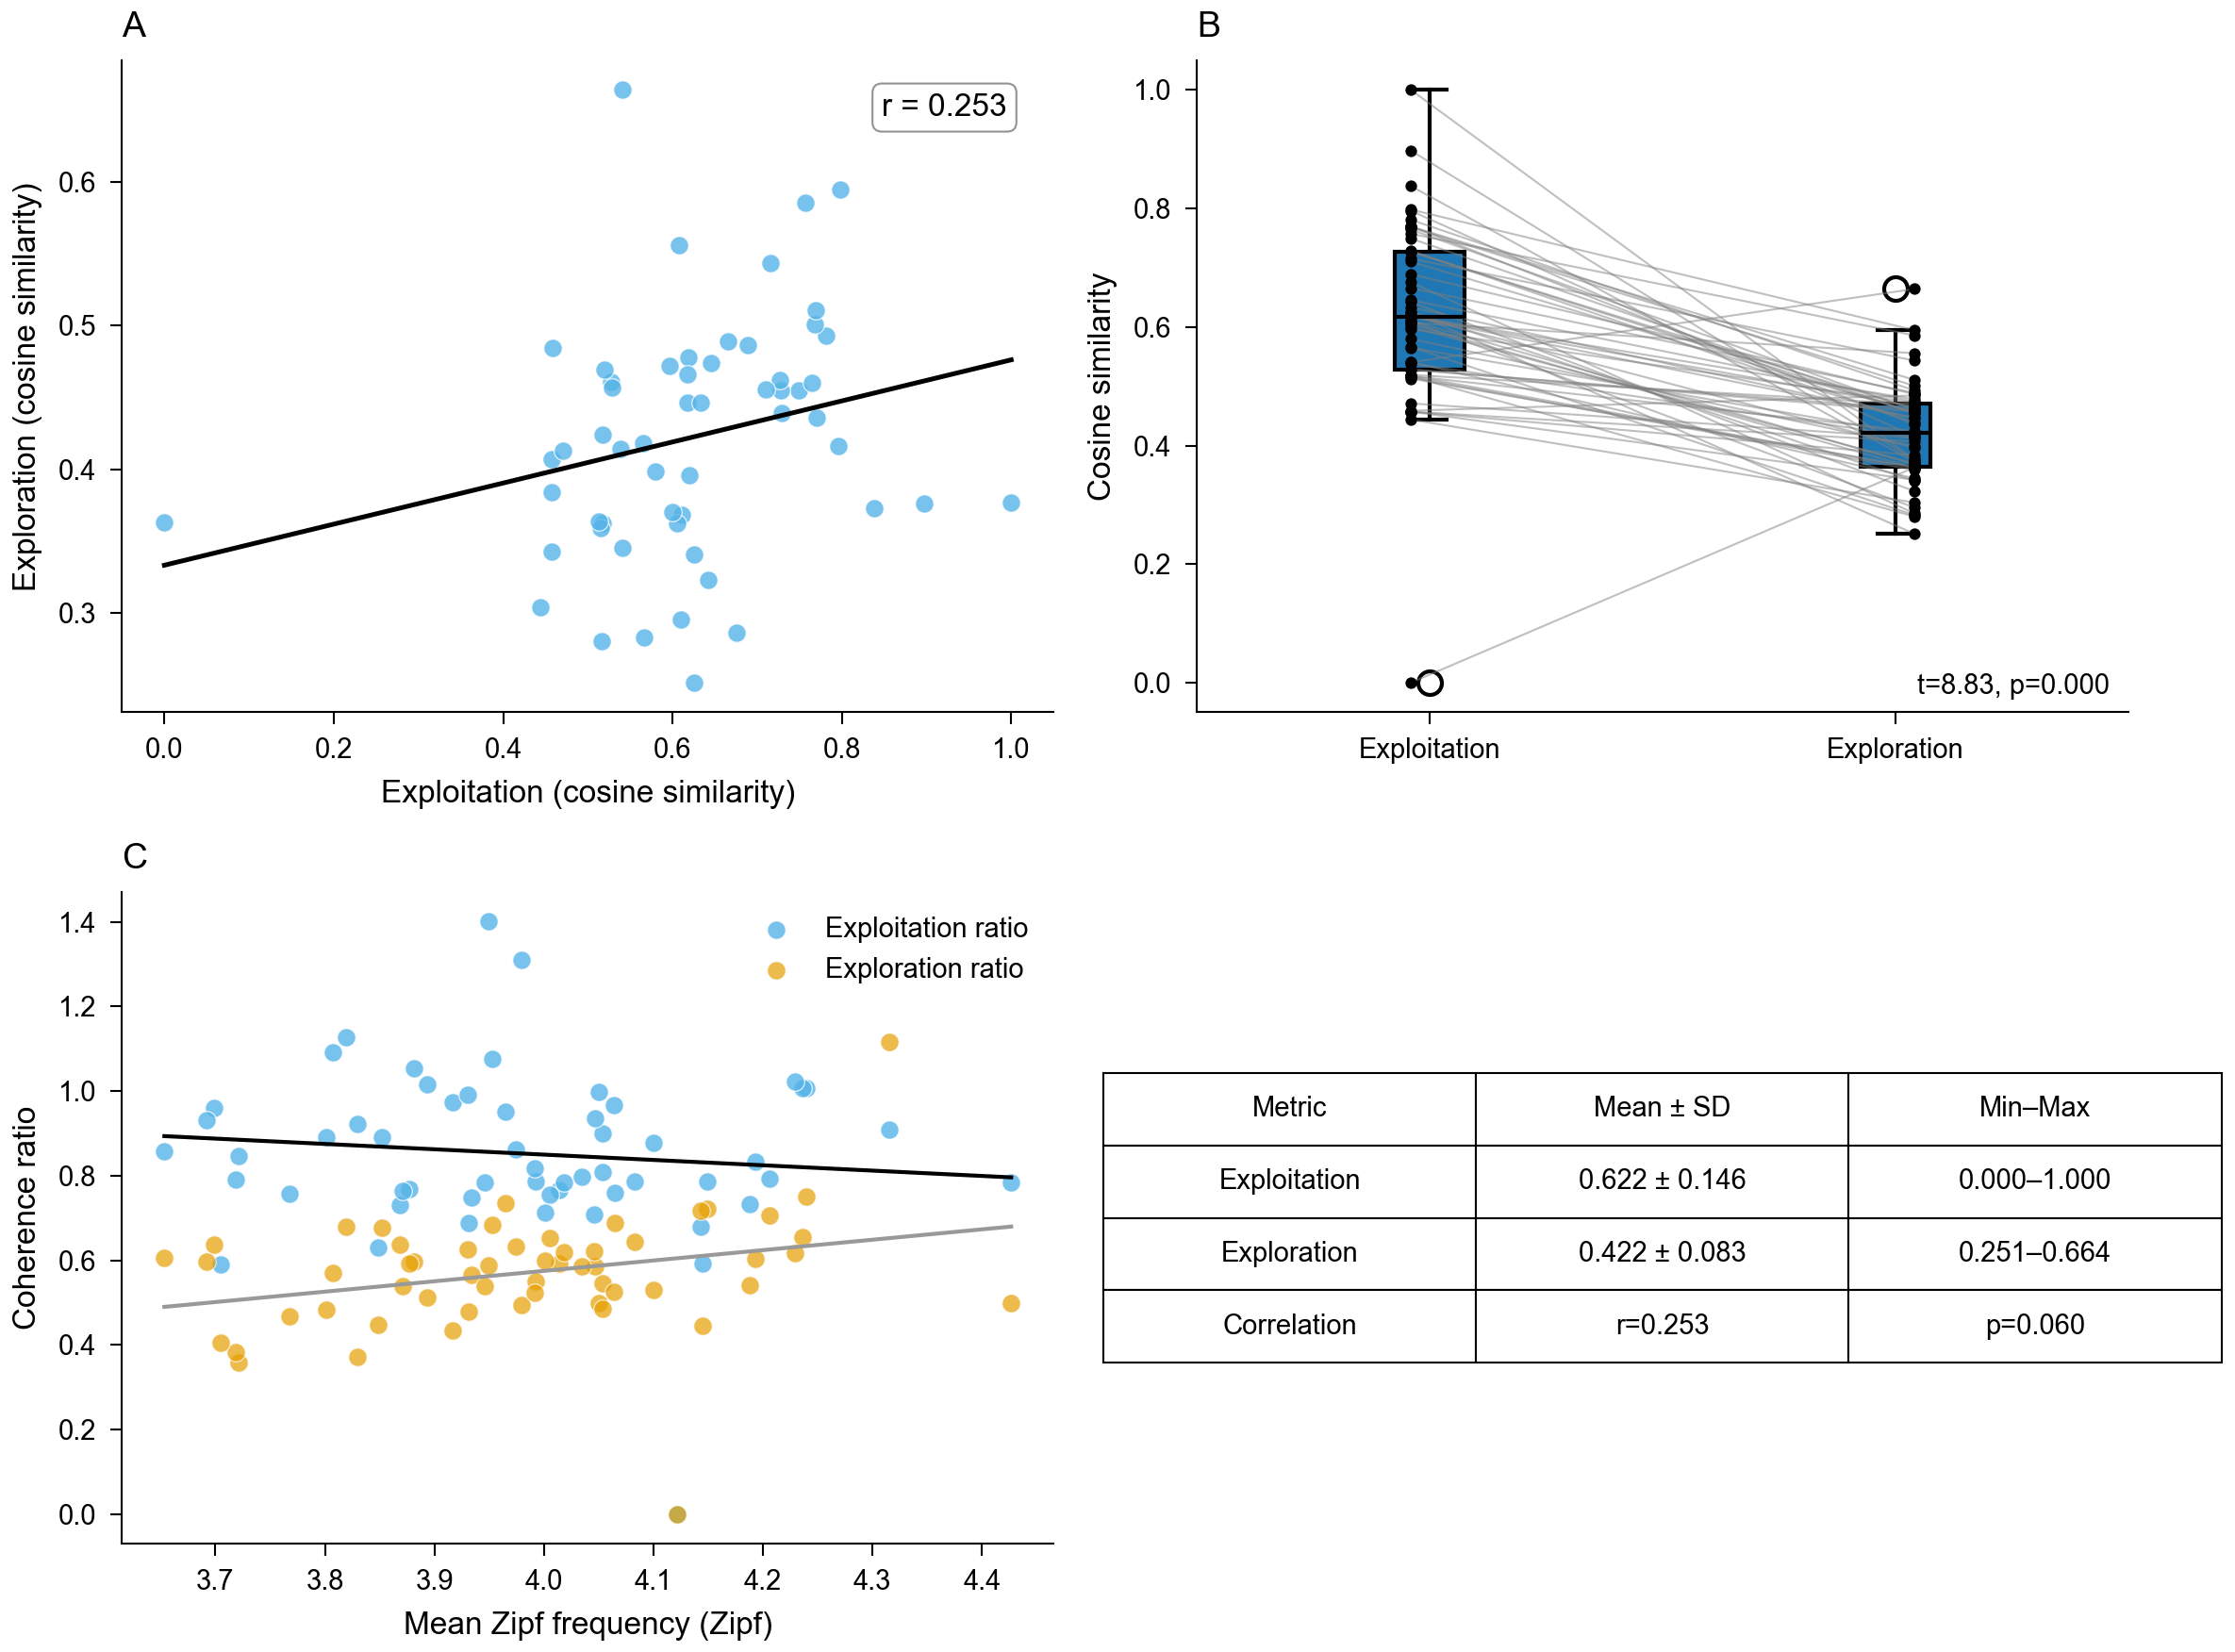 A
r = 0.253
0.6
0.5
0.4
0.3
Exploration (cosine similarity)
0.0 0.2 0.4 0.6 0.8 1.0
Exploitation (cosine similarity)
B
1.0
0.8
0.6
0.4
0.2
0.0
Cosine similarity
t=8.83, p=0.000
Exploitation Exploration
C
1.4
1.2
1.0
0.8
0.6
0.4
0.2
0.0
Coherence ratio
Exploitation ratio
Exploration ratio
3.7 3.8 3.9 4.0 4.1 4.2 4.3 4.4
Mean Zipf frequency (Zipf)
Metric Mean ± SD Min–Max
Exploitation 0.622 ± 0.146 0.000–1.000
Exploration 0.422 ± 0.083 0.251–0.664
Correlation r=0.253 p=0.060